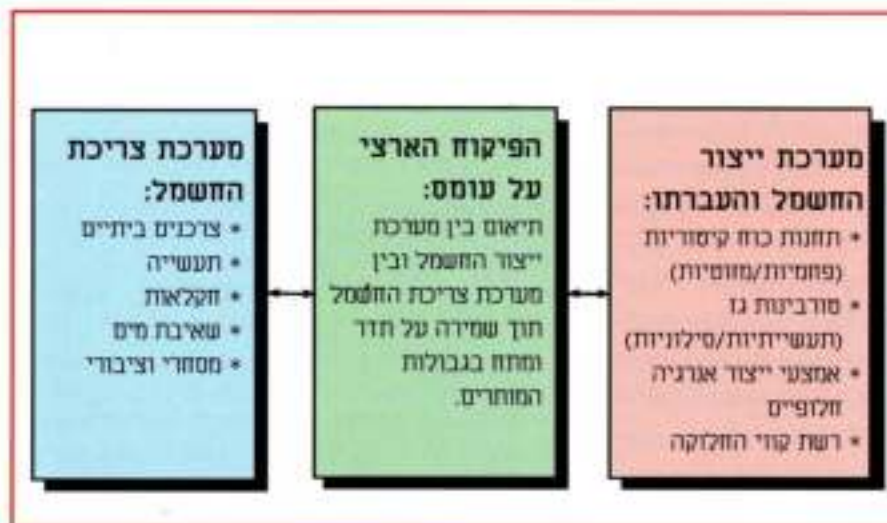 מערכת ייצור
החשמל והעברתו:
* תחנות כוח קיטוריות
(פחמיות/מזוטיות)
* טורבינות גז
(תעשייתיות/סילוניות)
* אמצעי ייצור אנרגיה
חלופיים
* רשת קווי החלוקה
הפיקוח הארצי
על עומס:
תיאום בין מערכת
ייצור החשמל ובין
מערכת צריכת החשמל
תוך שמירה על תדר
ומתח בגבולות
המותרים.
מערכת צריכת
החשמל:
* צרכנים ביתיים
* תעשייה
* חקלאות
* שאיבת מים
* מסחרי וציבורי